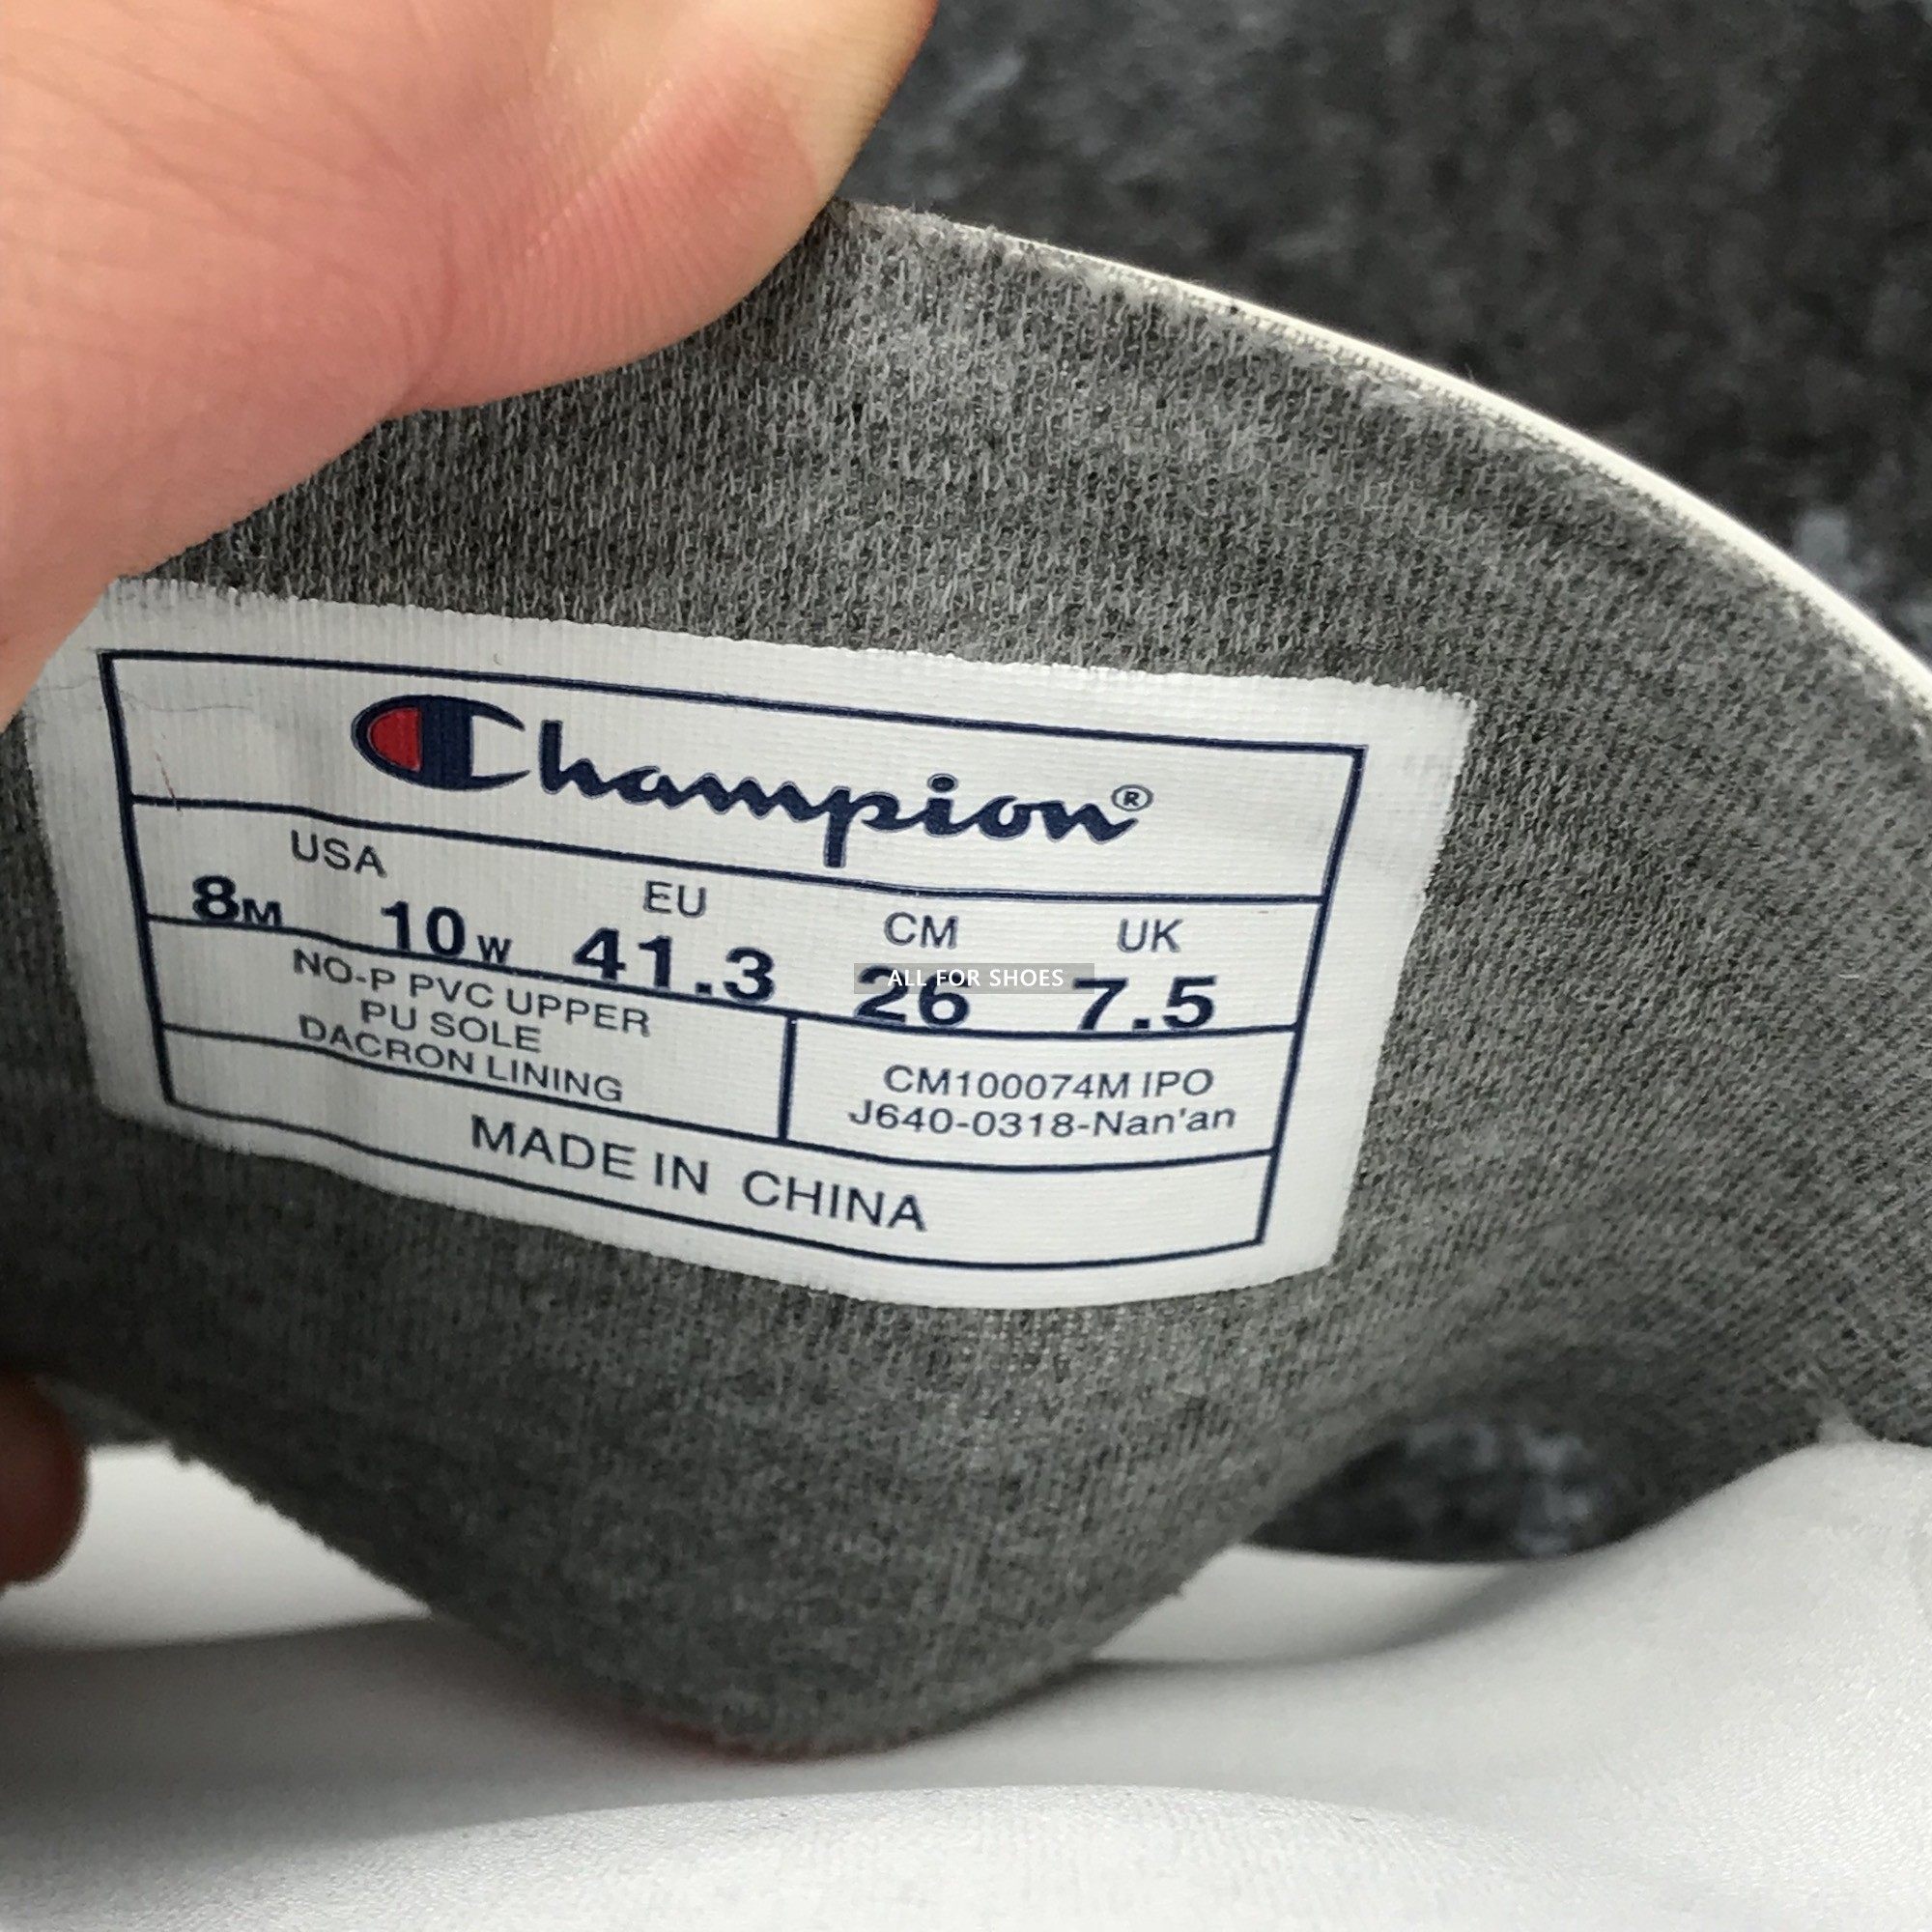 Champion®
USA EU CM UK
8M 10W 41.3 26 7.5
ALL FOR SHOES
NO-P PVC UPPER
PU SOLE
DACRON LINING
CM100074M IPO
J640-0318-Nan'an
MADE IN CHINA